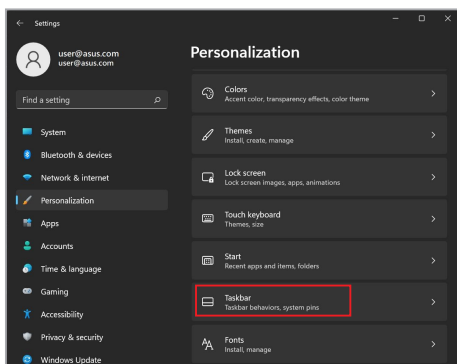 Settings
user@asus.com
user@asus.com
Find a setting
System
Bluetooth & devices
Network & internet
Personalization
Apps
Accounts
Time & language
Gaming
Accessibility
Privacy & security
Windows Update
Personalization
Colors
Accent color, transparency effects, color theme
Themes
Install, create, manage
Lock screen
Lock screen images, apps, animations
Touch keyboard
Themes, size
Start
Recent apps and items, folders
Taskbar
Taskbar behaviors, system pins
Fonts
Install, manage